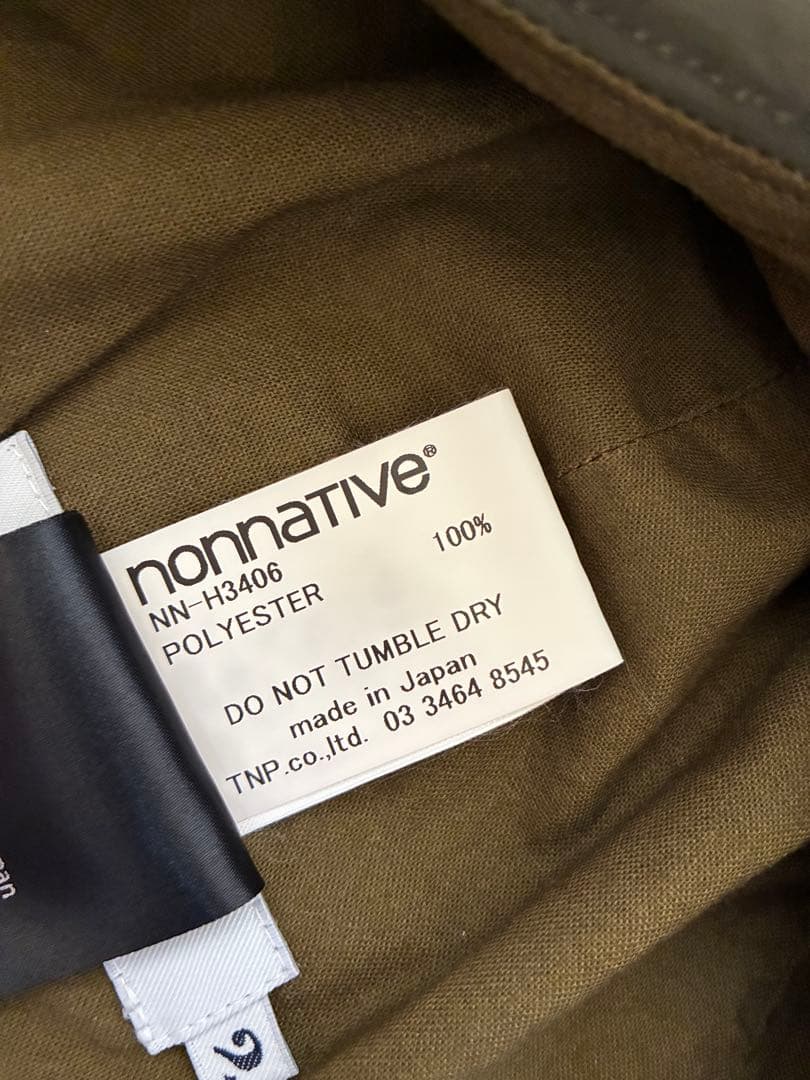 nonnative®
NN-H3406
POLYESTER 100%
DO NOT TUMBLE DRY
made in Japan
TNP.co.,ltd. 03 3464 8545